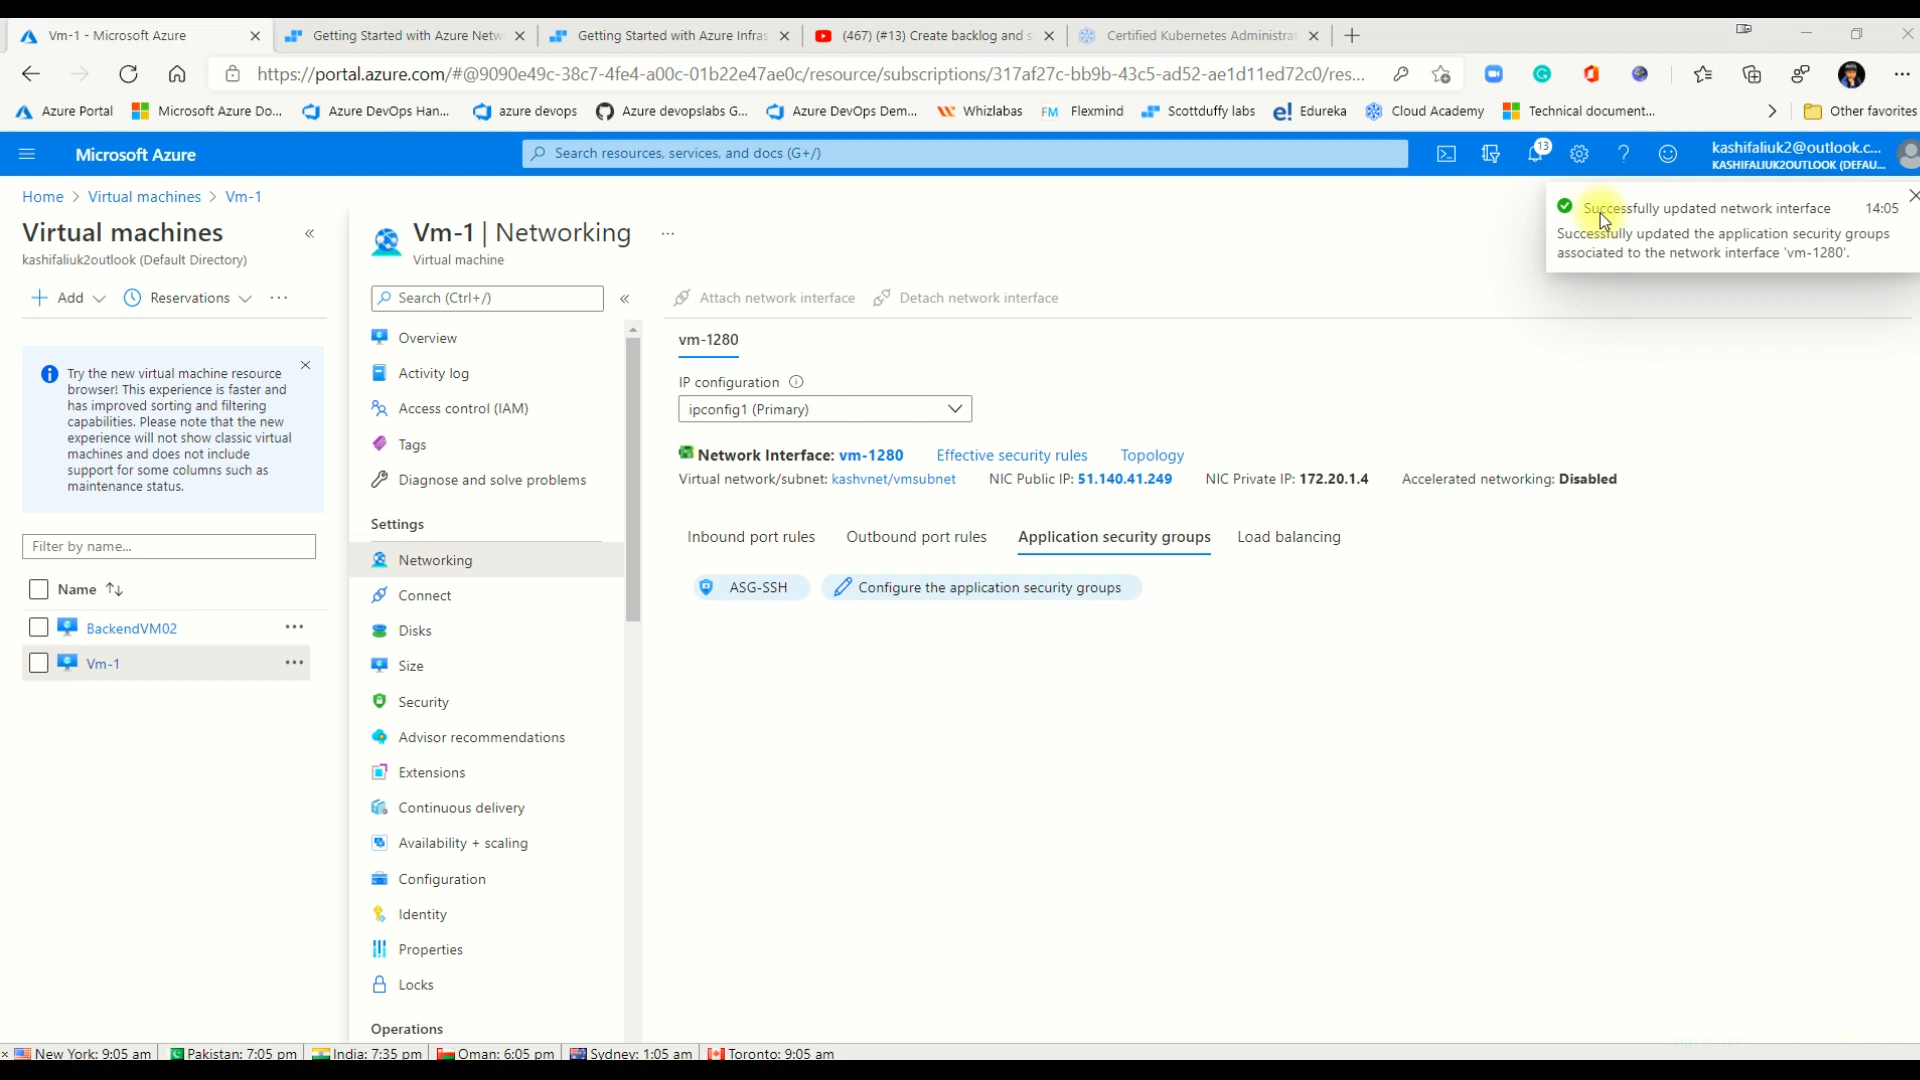 Vm-1 - Microsoft Azure
Getting Started with Azure Netw
Getting Started with Azure Infras
(467) (#13) Create backlog and s
Certified Kubernetes Administrat
https://portal.azure.com/#@9090e49c-38c7-4fe4-a00c-01b22e47ae0c/resource/subscriptions/317af27c-bb9b-43c5-ad52-ae1d11ed72c0/res...
Azure Portal
Microsoft Azure Do...
Azure DevOps Han...
azure devops
Azure devopslabs G...
Azure DevOps Dem...
Whizlabs
FM Flexmind
Scottduffy labs
e! Edureka
Cloud Academy
Technical document...
Other favorites
Microsoft Azure
Search resources, services, and docs (G+/)
13
kashifaliuk2@outlook.c...
KASHIFALIUK2OUTLOOK (DEFAU...
Home > Virtual machines > Vm-1
Successfully updated network interface 14:05
Successfully updated the application security groups
associated to the network interface 'vm-1280'.
Virtual machines
kashifaliuk2outlook (Default Directory)
Add
Reservations
Try the new virtual machine resource
browser! This experience is faster and
has improved sorting and filtering
capabilities. Please note that the new
experience will not show classic virtual
machines and does not include
support for some columns such as
maintenance status.
Filter by name...
Name
BackendVM02
Vm-1
Vm-1 | Networking
Virtual machine
Search (Ctrl+/)
Overview
Activity log
Access control (IAM)
Tags
Diagnose and solve problems
Settings
Networking
Connect
Disks
Size
Security
Advisor recommendations
Extensions
Continuous delivery
Availability + scaling
Configuration
Identity
Properties
Locks
Operations
Attach network interface
Detach network interface
vm-1280
IP configuration
ipconfig1 (Primary)
Network Interface: vm-1280 Effective security rules Topology
Virtual network/subnet: kashvnet/vmsubnet NIC Public IP: 51.140.41.249 NIC Private IP: 172.20.1.4 Accelerated networking: Disabled
Inbound port rules Outbound port rules Application security groups Load balancing
ASG-SSH
Configure the application security groups
New York: 9:05 am
Pakistan: 7:05 pm
India: 7:35 pm
Oman: 6:05 pm
Sydney: 1:05 am
Toronto: 9:05 am